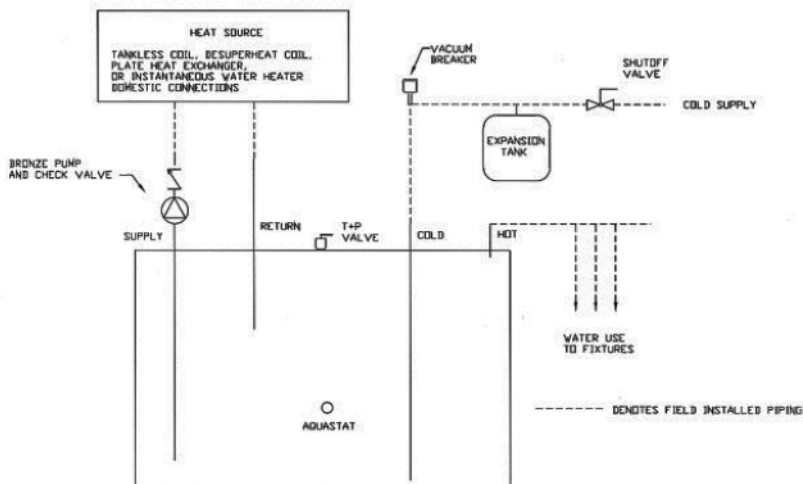 HEAT SOURCE
TANKLESS COIL, DESUPERHEAT COIL,
PLATE HEAT EXCHANGER,
OR INSTANTANEOUS WATER HEATER
DOMESTIC CONNECTIONS
VACUUM
BREAKER
SHUTOFF
VALVE
COLD SUPPLY
EXPANSION
TANK
BRONZE PUMP
AND CHECK VALVE
SUPPLY
RETURN
T+P
VALVE
COLD
HOT
WATER USE
TO FIXTURES
AQUASTAT
DENOTES FIELD INSTALLED PIPING